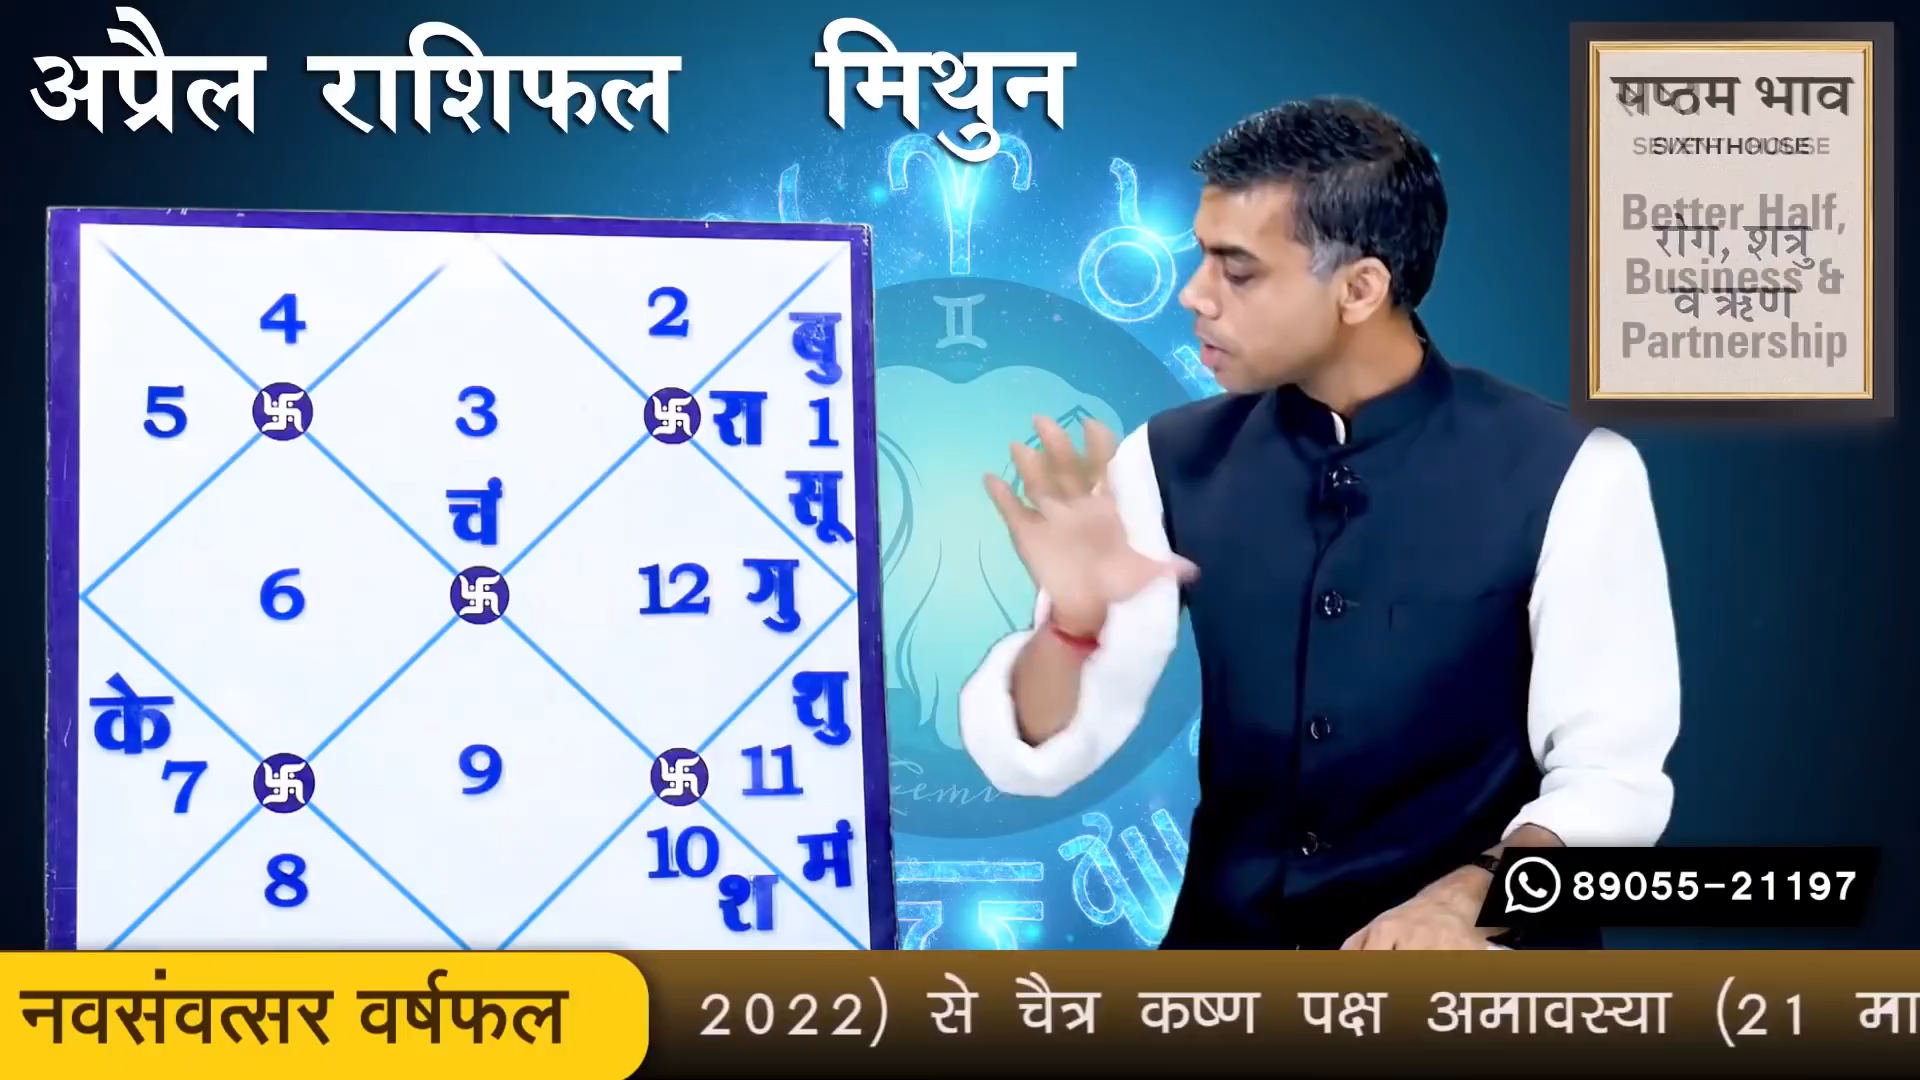 अप्रैल राशिफल मिथुन
षष्ठम भाव
SIXTH HOUSE
Better Half,
रोग, शत्रु
Business &
व ऋण
Partnership
4
2
बु
5
3
रा
1
चं
सू
6
12
गु
के
शु
7
9
11
8
10
मं
श
89055-21197
नवसंवत्सर वर्षफल
2022) से चैत्र कष्ण पक्ष अमावस्या (21 मा